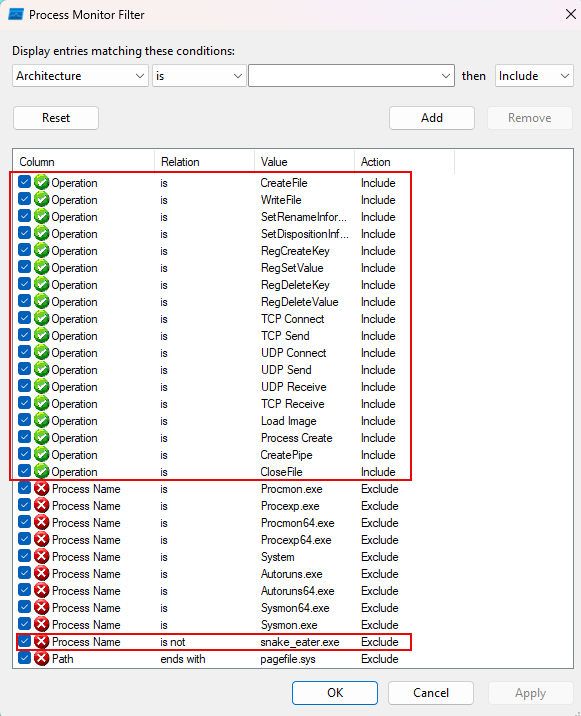 Process Monitor Filter
Display entries matching these conditions:
Architecture is then Include
Reset Add Remove
Column Relation Value Action
Operation is CreateFile Include
Operation is WriteFile Include
Operation is SetRenameInfor... Include
Operation is SetDispositionInf... Include
Operation is RegCreateKey Include
Operation is RegSetValue Include
Operation is RegDeleteKey Include
Operation is RegDeleteValue Include
Operation is TCP Connect Include
Operation is TCP Send Include
Operation is UDP Connect Include
Operation is UDP Send Include
Operation is UDP Receive Include
Operation is TCP Receive Include
Operation is Load Image Include
Operation is Process Create Include
Operation is CreatePipe Include
Operation is CloseFile Include
Process Name is Procmon.exe Exclude
Process Name is Procexp.exe Exclude
Process Name is Procmon64.exe Exclude
Process Name is Procexp64.exe Exclude
Process Name is System Exclude
Process Name is Autoruns.exe Exclude
Process Name is Autoruns64.exe Exclude
Process Name is Sysmon64.exe Exclude
Process Name is Sysmon.exe Exclude
Process Name is not snake_eater.exe Exclude
Path ends with pagefile.sys Exclude
OK Cancel Apply